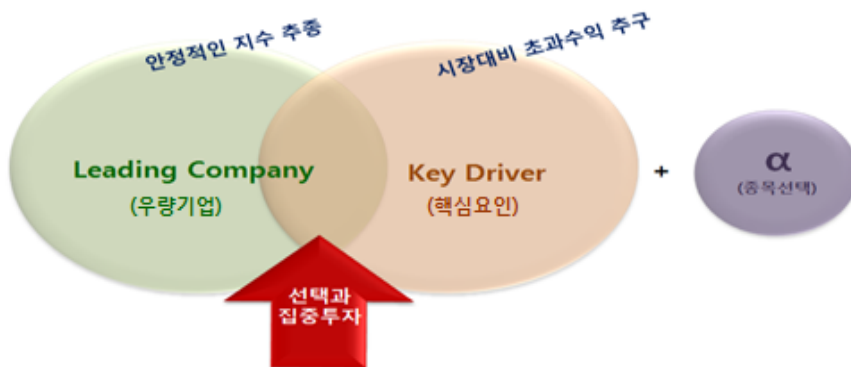 안정적인 지수 추종
시장대비 초과수익 추구
Leading Company
(우량기업)
Key Driver
(핵심요인)
+
α
(종목선택)
선택과
집중투자